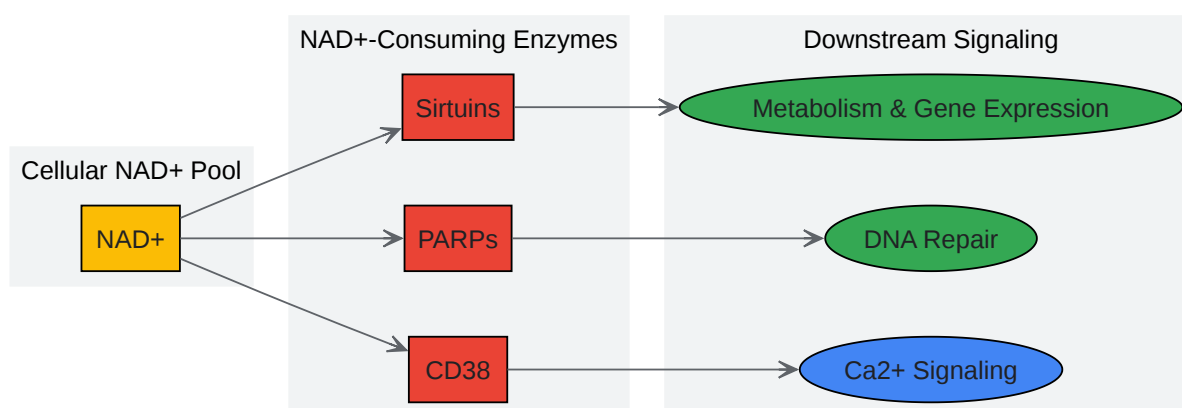 NAD+-Consuming Enzymes
Downstream Signaling
Sirtuins
Metabolism & Gene Expression
Cellular NAD+ Pool
NAD+
PARPs
DNA Repair
CD38
Ca2+ Signaling